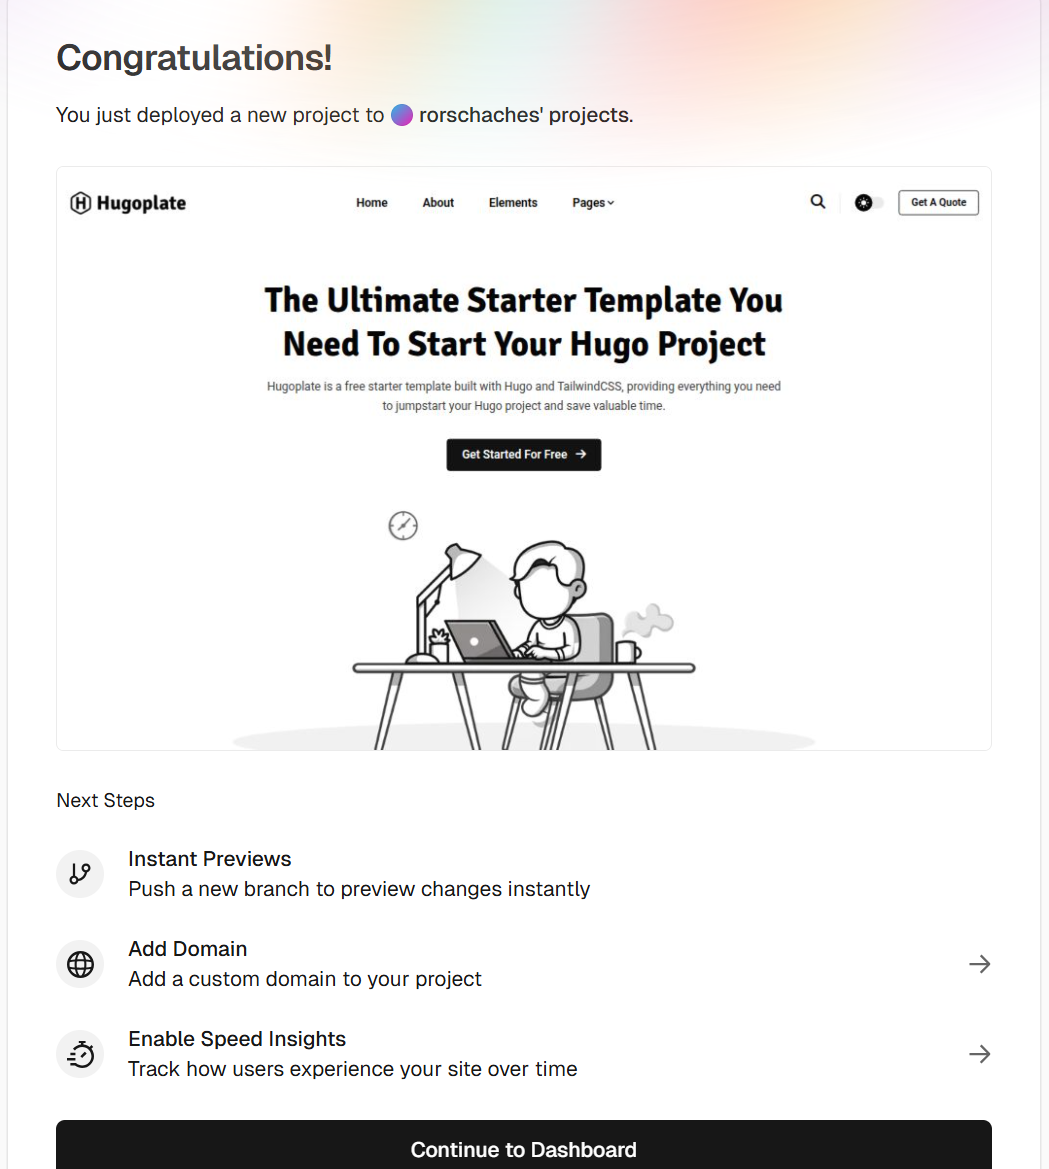 Congratulations!
You just deployed a new project to rorschaches' projects.
Hugoplate
Home About Elements Pages Get A Quote
The Ultimate Starter Template You
Need To Start Your Hugo Project
Hugoplate is a free starter template built with Hugo and TailwindCSS, providing everything you need
to jumpstart your Hugo project and save valuable time.
Get Started For Free →
Next Steps
Instant Previews
Push a new branch to preview changes instantly
Add Domain
Add a custom domain to your project
Enable Speed Insights
Track how users experience your site over time
Continue to Dashboard